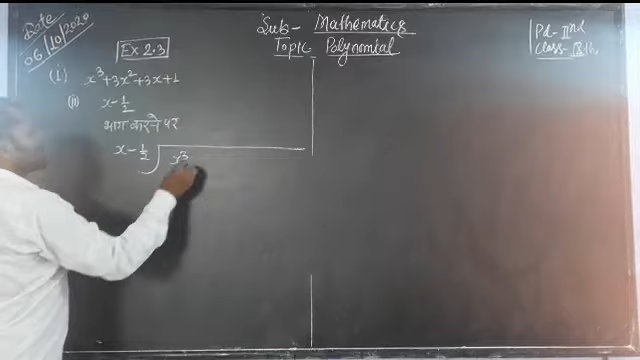 Date
06/10/2020
Sub- Mathematics
Topic- Polynomial
Pd- IInd
Class- IXth
Ex 2.3
(i) x³+3x²+3x+1
(ii) x-1/2
भाग करने पर
x-1/2
x³